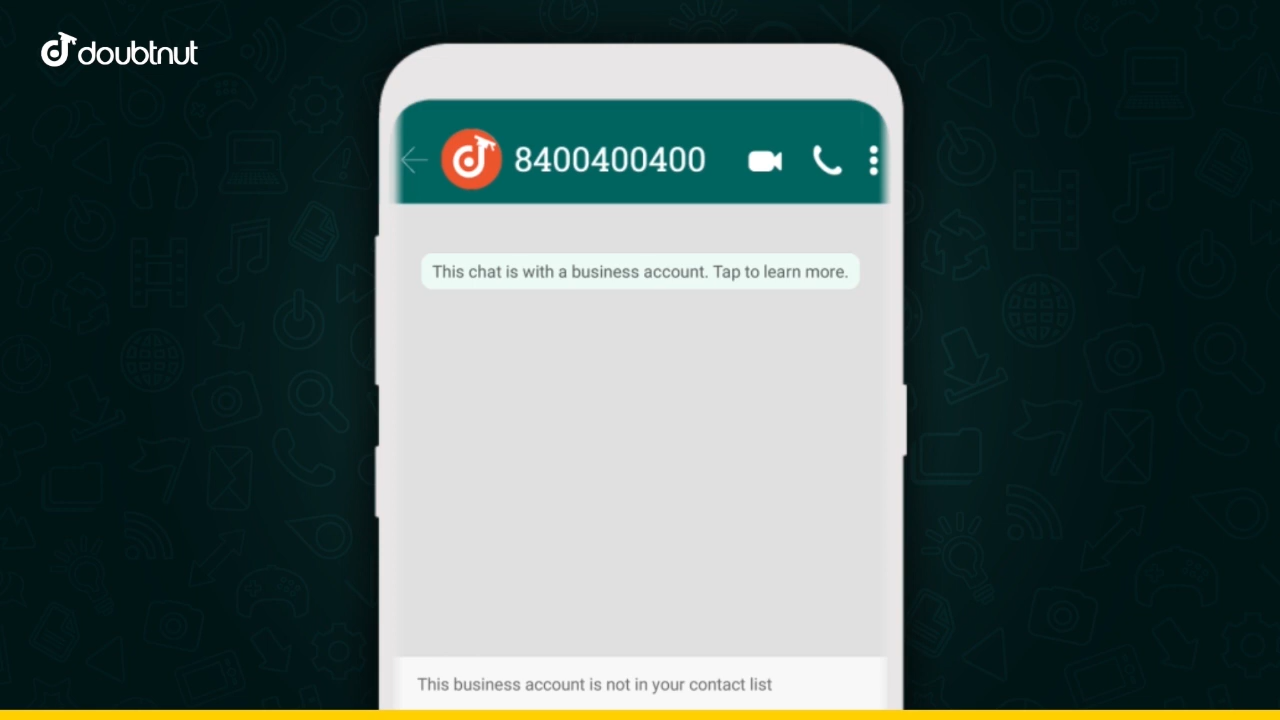 doubtnut
8400400400
This chat is with a business account. Tap to learn more.
This business account is not in your contact list